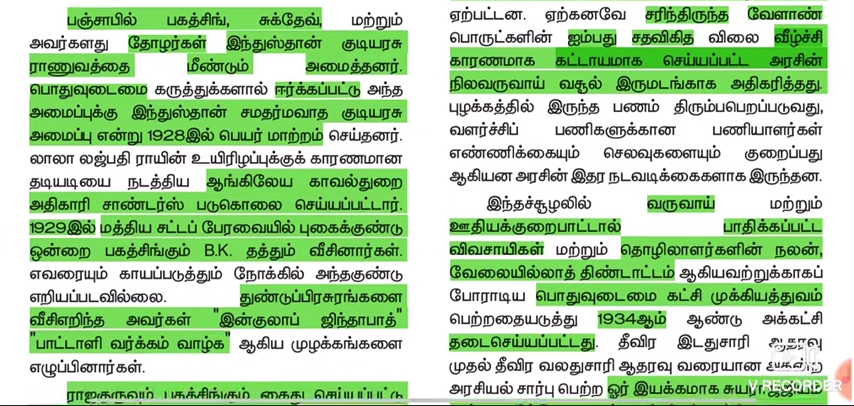 பஞ்சாபில் பகத்சிங், சுக்தேவ், மற்றும்
அவர்களது தோழர்கள் இந்துஸ்தான் குடியரசு
ராணுவத்தை மீண்டும் அமைத்தனர்.
பொதுவுடைமை கருத்துக்களால் ஈர்க்கப்பட்டு அந்த
அமைப்புக்கு இந்துஸ்தான் சமதர்மவாத குடியரசு
அமைப்பு என்று 1928இல் பெயர் மாற்றம் செய்தனர்.
லாலா லஜ்பதி ராயின் உயிரிழப்புக்குக் காரணமான
தடியடியை நடத்திய ஆங்கிலேய காவல்துறை
அதிகாரி சாண்டர்ஸ் படுகொலை செய்யப்பட்டார்.
1929இல் மத்திய சட்டப் பேரவையில் புகைக்குண்டு
ஒன்றை பகத்சிங்கும் B.K. தத்தும் வீசினார்கள்.
எவரையும் காயப்படுத்தும் நோக்கில் அந்தகுண்டு
எறியப்படவில்லை. துண்டுப்பிரசுரங்களை
வீசிஎறிந்த அவர்கள் "இன்குலாப் ஜிந்தாபாத்"
"பாட்டாளி வர்க்கம் வாழ்க" ஆகிய முழக்கங்களை
எழுப்பினார்கள்.
ராஜகுருவும் பகத்சிங்கும் கைது செய்யப்பட்டு
ஏற்பட்டன. ஏற்கனவே சரிந்திருந்த வேளாண்
பொருட்களின் ஐம்பது சதவிகித விலை வீழ்ச்சி
காரணமாக கட்டாயமாக செய்யப்பட்ட அரசின்
நிலவருவாய் வசூல் இருமடங்காக அதிகரித்தது.
புழக்கத்தில் இருந்த பணம் திரும்பபெறப்படுவது,
வளர்ச்சிப் பணிகளுக்கான பணியாளர்கள்
எண்ணிக்கையும் செலவுகளையும் குறைப்பது
ஆகியன அரசின் இதர நடவடிக்கைகளாக இருந்தன.
இந்தச்சூழலில் வருவாய் மற்றும்
ஊதியக்குறைபாட்டால் பாதிக்கப்பட்ட
விவசாயிகள் மற்றும் தொழிலாளர்களின் நலன்,
வேலையில்லாத் திண்டாட்டம் ஆகியவற்றுக்காகப்
போராடிய பொதுவுடைமை கட்சி முக்கியத்துவம்
பெற்றதையடுத்து 1934ஆம் ஆண்டு அக்கட்சி
தடைசெய்யப்பட்டது. தீவிர இடதுசாரி ஆதரவு
முதல் தீவிர வலதுசாரி ஆதரவு வரையான
அரசியல் சார்பு பெற்ற ஓர் இயக்கமாக
V RECORDER